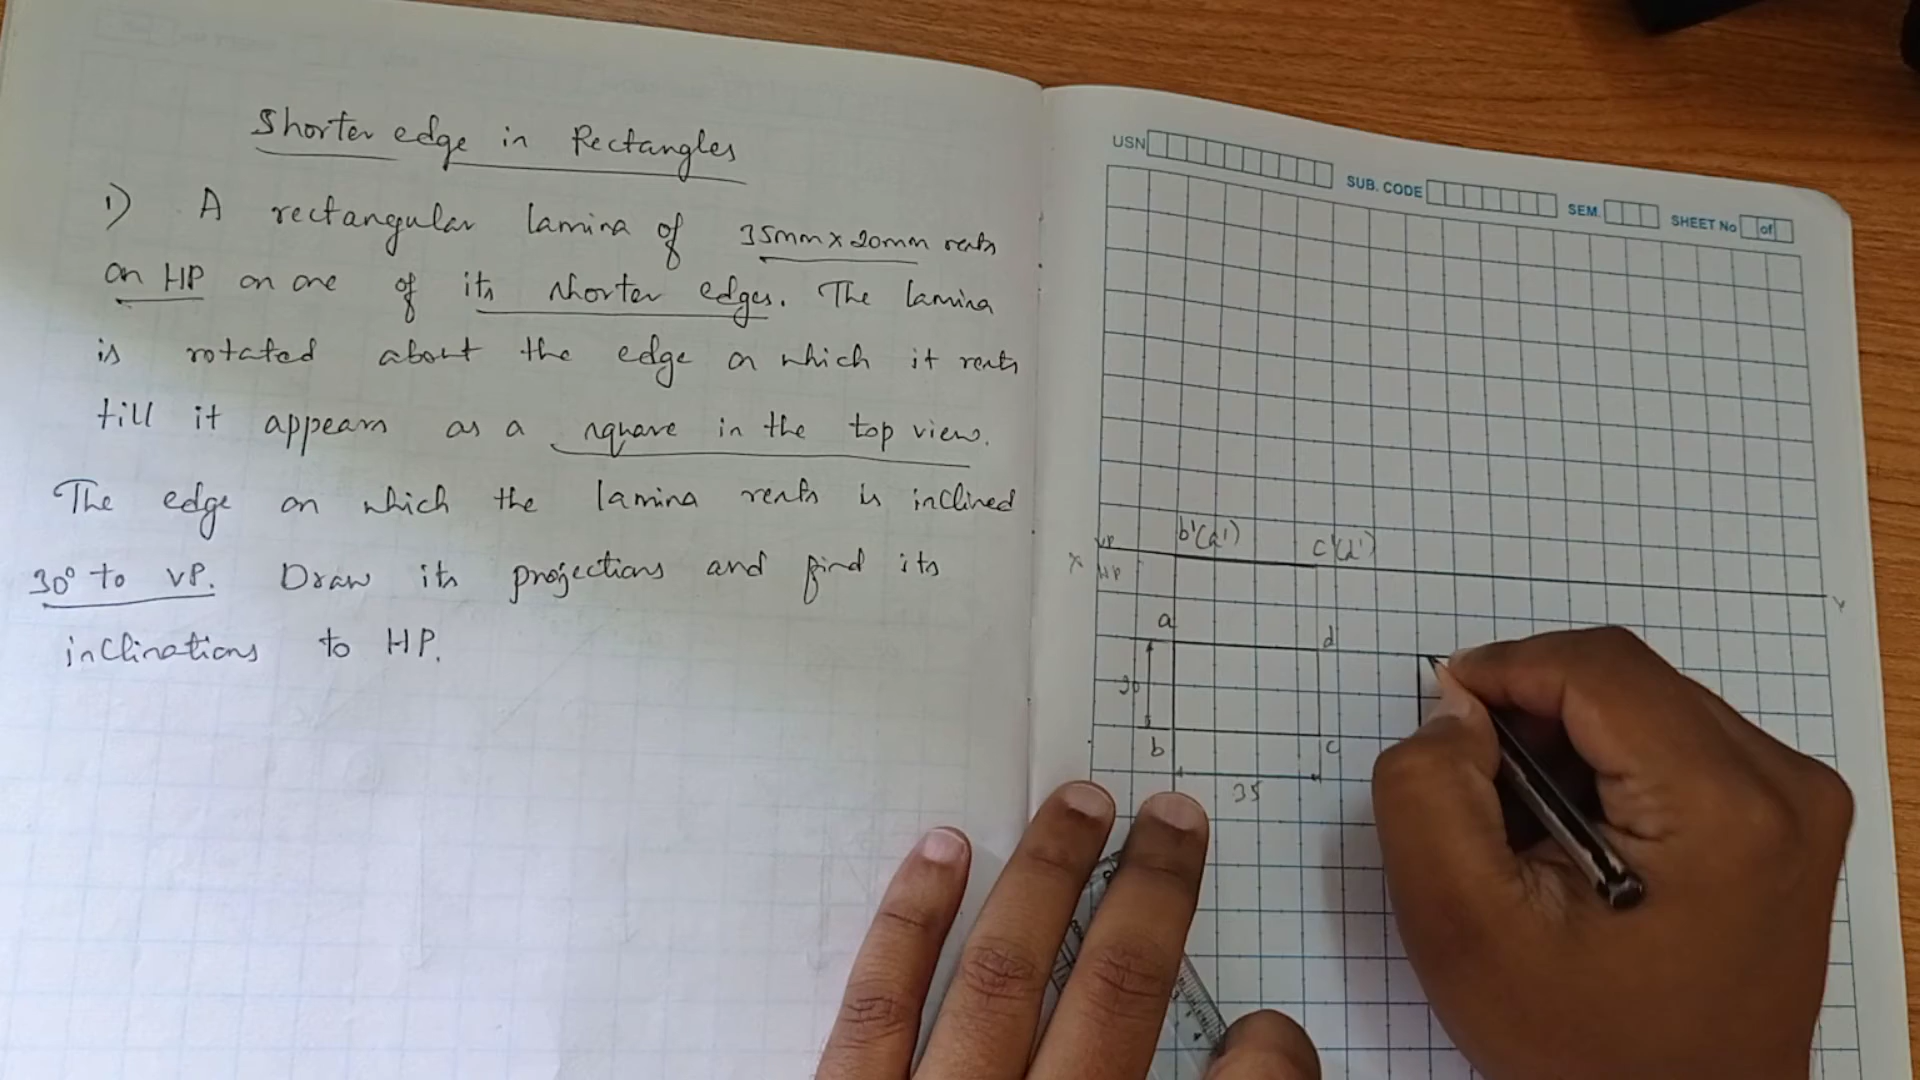 Shorter edge in Rectangles
1) A rectangular lamina of 35mm x 20mm rests
on HP on one of its shorter edges. The lamina
is rotated about the edge on which it rests
till it appears as a square in the top view.
The edge on which the lamina rests is inclined
30° to VP. Draw its projections and find its
inclinations to HP.
USN
SUB. CODE
SEM.
SHEET No of
b'(a') c'(d')
X VP Y
HP
a d
b c
35